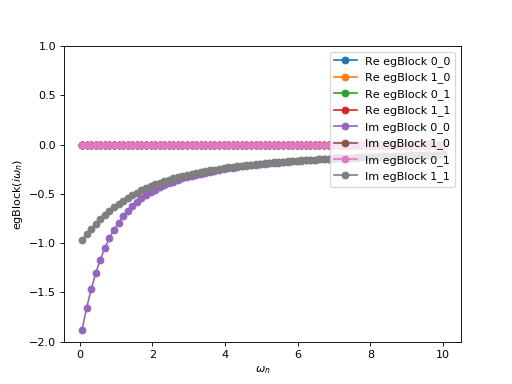 1.0
0.5
0.0
−0.5
−1.0
−1.5
−2.0
egBlock(iωn)
0
2
4
6
8
10
ωn
Re egBlock 0_0
Re egBlock 1_0
Re egBlock 0_1
Re egBlock 1_1
Im egBlock 0_0
Im egBlock 1_0
Im egBlock 0_1
Im egBlock 1_1